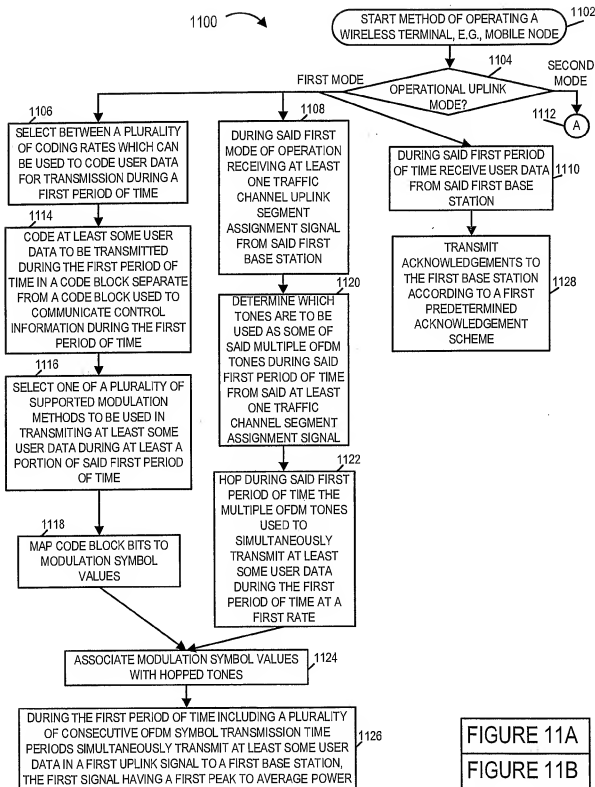 1100
START METHOD OF OPERATING A
WIRELESS TERMINAL, E.G., MOBILE NODE
1102
1104
OPERATIONAL UPLINK
MODE?
FIRST MODE
SECOND
MODE
1112
A
1106
SELECT BETWEEN A PLURALITY
OF CODING RATES WHICH CAN
BE USED TO CODE USER DATA
FOR TRANSMISSION DURING A
FIRST PERIOD OF TIME
1114
CODE AT LEAST SOME USER
DATA TO BE TRANSMITTED
DURING THE FIRST PERIOD OF
TIME IN A CODE BLOCK SEPARATE
FROM A CODE BLOCK USED TO
COMMUNICATE CONTROL
INFORMATION DURING THE FIRST
PERIOD OF TIME
1116
SELECT ONE OF A PLURALITY OF
SUPPORTED MODULATION
METHODS TO BE USED IN
TRANSMITING AT LEAST SOME
USER DATA DURING AT LEAST A
PORTION OF SAID FIRST PERIOD
OF TIME
1118
MAP CODE BLOCK BITS TO
MODULATION SYMBOL
VALUES
1108
DURING SAID FIRST
MODE OF OPERATION
RECEIVING AT LEAST
ONE TRAFFIC
CHANNEL UPLINK
SEGMENT
ASSIGNMENT SIGNAL
FROM SAID FIRST
BASE STATION
1120
DETERMINE WHICH
TONES ARE TO BE
USED AS SOME OF
SAID MULTIPLE OFDM
TONES DURING SAID
FIRST PERIOD OF TIME
FROM SAID AT LEAST
ONE TRAFFIC
CHANNEL SEGMENT
ASSIGNMENT SIGNAL
1122
HOP DURING SAID FIRST
PERIOD OF TIME THE
MULTIPLE OFDM TONES
USED TO
SIMULTANEOUSLY
TRANSMIT AT LEAST
SOME USER DATA
DURING THE FIRST
PERIOD OF TIME AT A
FIRST RATE
DURING SAID FIRST PERIOD
OF TIME RECEIVE USER DATA
FROM SAID FIRST BASE
STATION
1110
TRANSMIT
ACKNOWLEDGEMENTS TO
THE FIRST BASE STATION
ACCORDING TO A FIRST
PREDETERMINED
ACKNOWLEDGEMENT
SCHEME
1128
ASSOCIATE MODULATION SYMBOL VALUES
WITH HOPPED TONES
1124
DURING THE FIRST PERIOD OF TIME INCLUDING A PLURALITY
OF CONSECUTIVE OFDM SYMBOL TRANSMISSION TIME
PERIODS SIMULTANEOUSLY TRANSMIT AT LEAST SOME USER
DATA IN A FIRST UPLINK SIGNAL TO A FIRST BASE STATION,
THE FIRST SIGNAL HAVING A FIRST PEAK TO AVERAGE POWER
1126
FIGURE 11A
FIGURE 11B